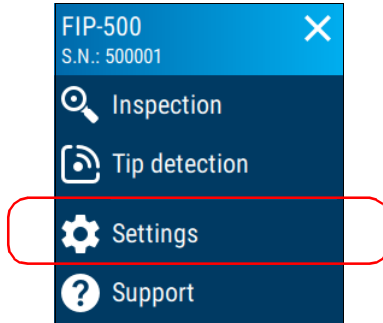 FIP-500
S.N.: 500001
Inspection
Tip detection
Settings
Support